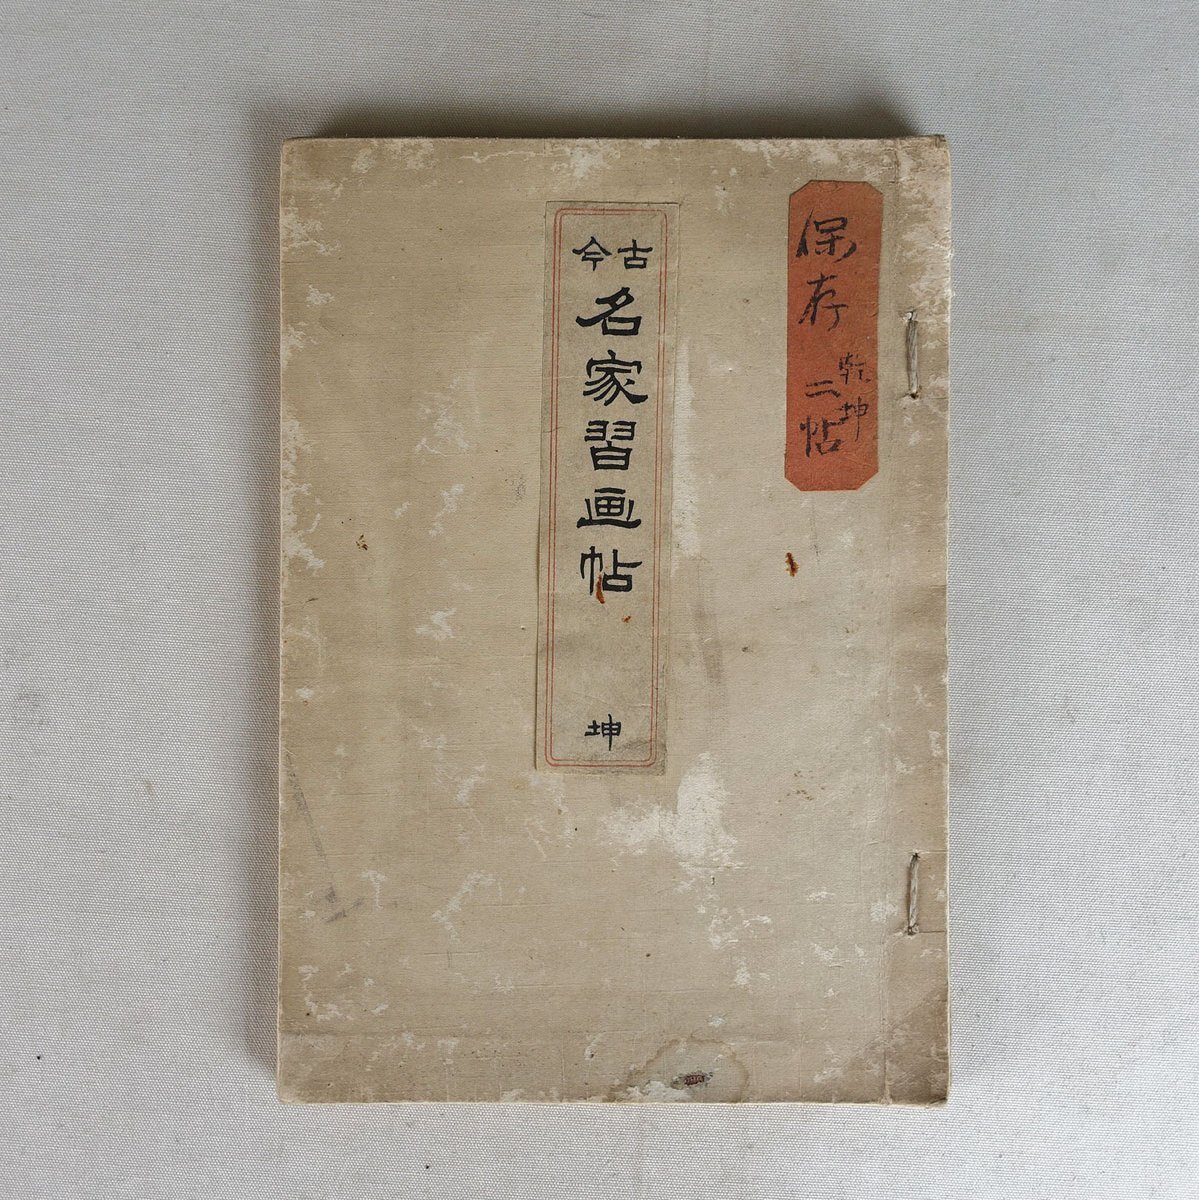 保存 乾坤 二帖
古今 名家習画帖 坤